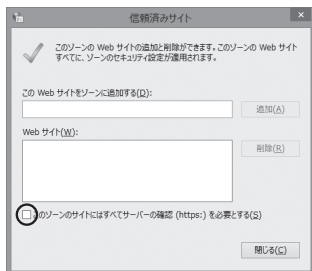 信頼済みサイト
このゾーンの Web サイトの追加と削除ができます。このゾーンの Web サイト
すべてに、ゾーンのセキュリティ設定が適用されます。
この Web サイトをゾーンに追加する(D):
追加(A)
Web サイト(W):
削除(R)
このゾーンのサイトにはすべてサーバーの確認 (https:) を必要とする(S)
閉じる(C)